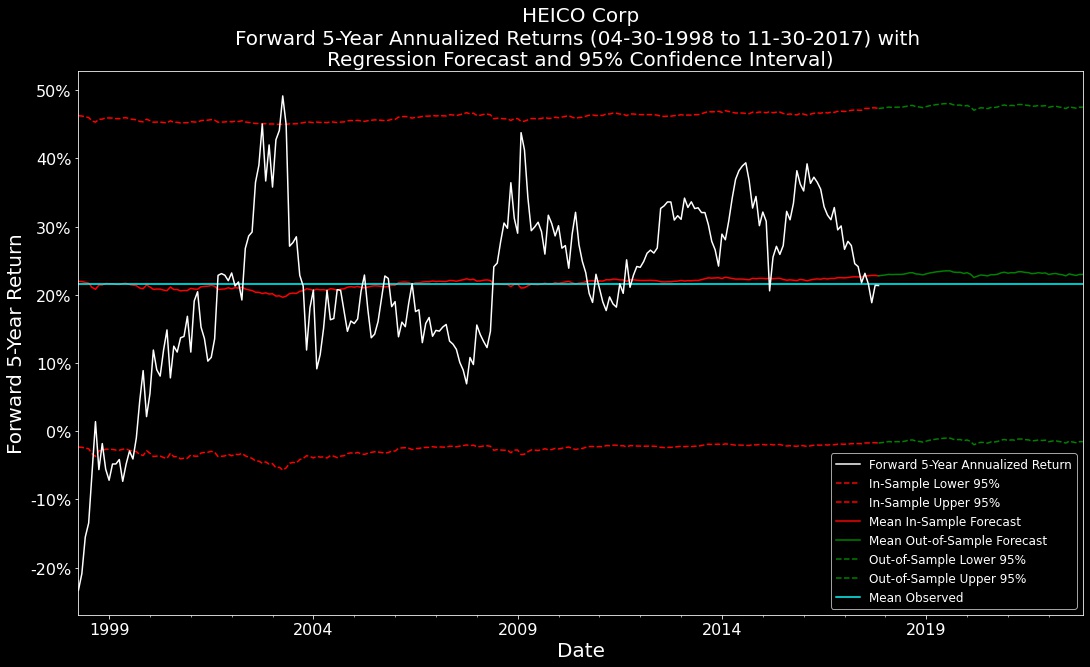 HEICO Corp
Forward 5-Year Annualized Returns (04-30-1998 to 11-30-2017) with
Regression Forecast and 95% Confidence Interval)
50%
40%
30%
20%
10%
0%
-10%
-20%
Forward 5-Year Return
Forward 5-Year Annualized Return
In-Sample Lower 95%
In-Sample Upper 95%
Mean In-Sample Forecast
Mean Out-of-Sample Forecast
Out-of-Sample Lower 95%
Out-of-Sample Upper 95%
Mean Observed
1999 2004 2009 2014 2019
Date